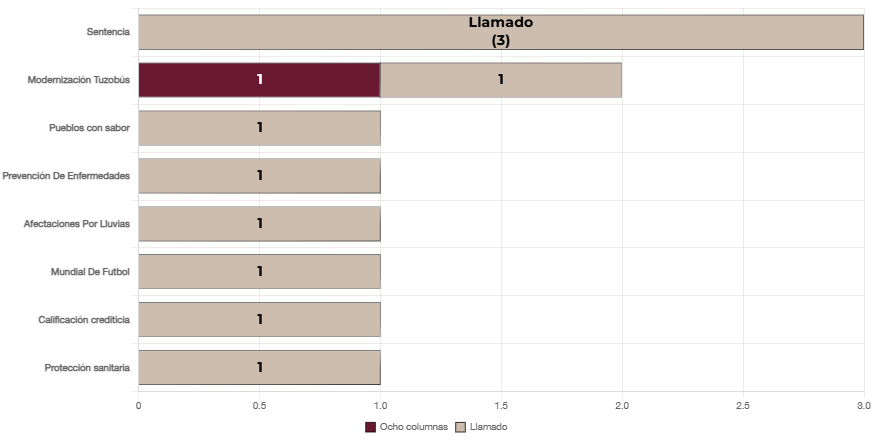 Sentencia
Llamado
(3)
Modernización Tuzobús
1
1
Pueblos con sabor
1
Prevención De Enfermedades
1
Afectaciones Por Lluvias
1
Mundial De Futbol
1
Calificación crediticia
1
Protección sanitaria
1
0
0.5
1.0
1.5
2.0
2.5
3.0
Ocho columnas
Llamado